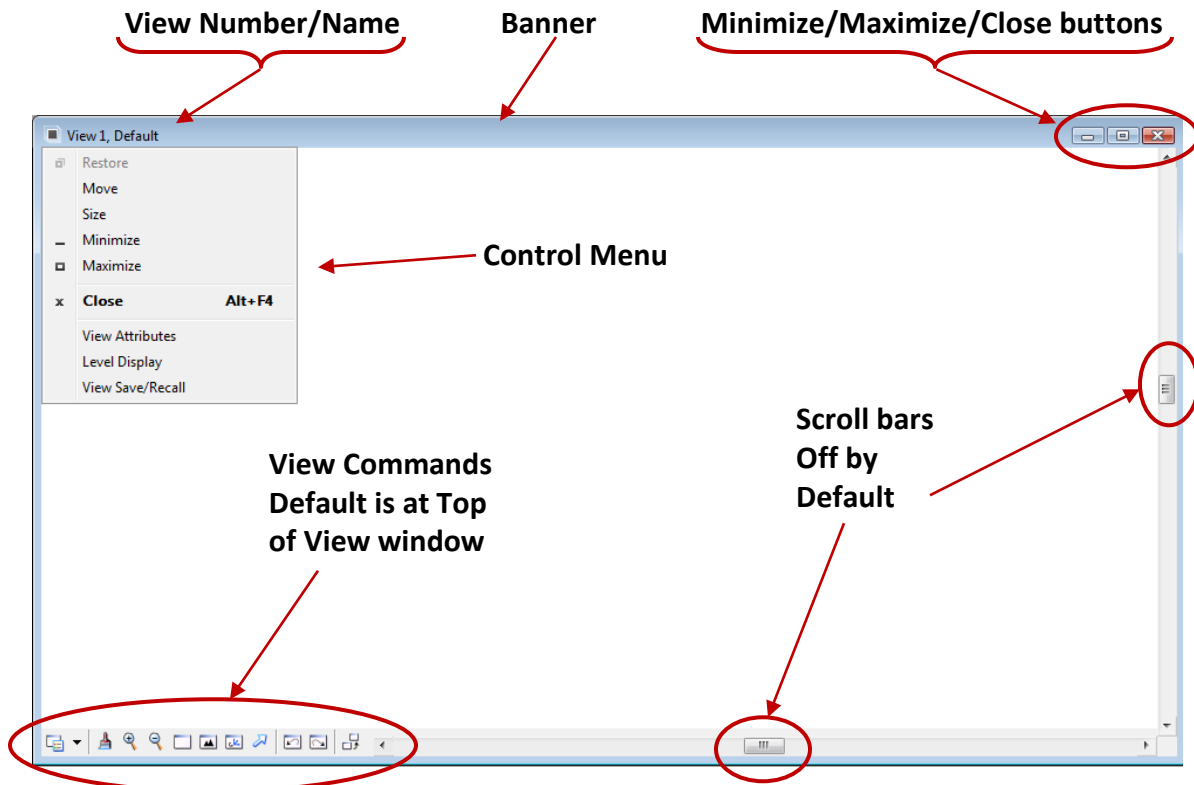 View Number/Name
Banner
Minimize/Maximize/Close buttons
View 1, Default
Restore
Move
Size
Minimize
Maximize
Close Alt+F4
View Attributes
Level Display
View Save/Recall
Control Menu
Scroll bars
Off by
Default
View Commands
Default is at Top
of View window